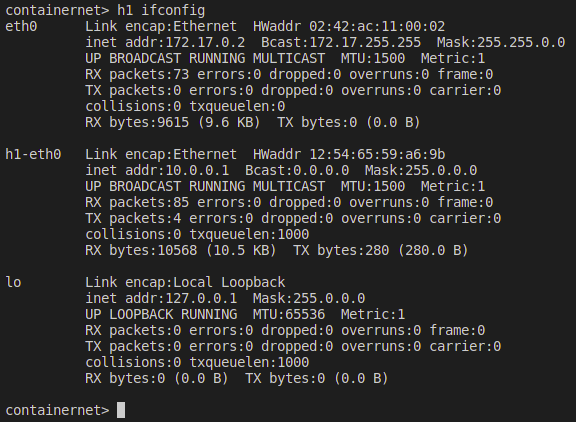 containernet> h1 ifconfig
eth0      Link encap:Ethernet  HWaddr 02:42:ac:11:00:02
          inet addr:172.17.0.2  Bcast:172.17.255.255  Mask:255.255.0.0
          UP BROADCAST RUNNING MULTICAST  MTU:1500  Metric:1
          RX packets:73 errors:0 dropped:0 overruns:0 frame:0
          TX packets:0 errors:0 dropped:0 overruns:0 carrier:0
          collisions:0 txqueuelen:0
          RX bytes:9615 (9.6 KB)  TX bytes:0 (0.0 B)

h1-eth0   Link encap:Ethernet  HWaddr 12:54:65:59:a6:9b
          inet addr:10.0.0.1  Bcast:0.0.0.0  Mask:255.0.0.0
          UP BROADCAST RUNNING MULTICAST  MTU:1500  Metric:1
          RX packets:85 errors:0 dropped:0 overruns:0 frame:0
          TX packets:4 errors:0 dropped:0 overruns:0 carrier:0
          collisions:0 txqueuelen:1000
          RX bytes:10568 (10.5 KB)  TX bytes:280 (280.0 B)

lo        Link encap:Local Loopback
          inet addr:127.0.0.1  Mask:255.0.0.0
          UP LOOPBACK RUNNING  MTU:65536  Metric:1
          RX packets:0 errors:0 dropped:0 overruns:0 frame:0
          TX packets:0 errors:0 dropped:0 overruns:0 carrier:0
          collisions:0 txqueuelen:1000
          RX bytes:0 (0.0 B)  TX bytes:0 (0.0 B)

containernet>